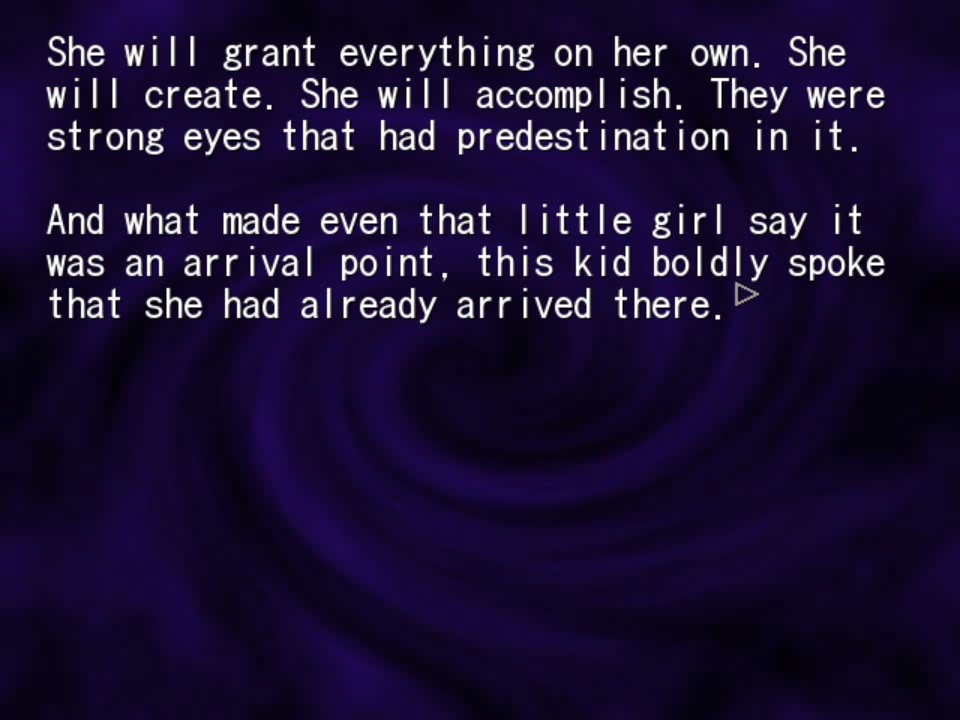 She will grant everything on her own. She
will create. She will accomplish. They were
strong eyes that had predestination in it.
And what made even that little girl say it
was an arrival point, this kid boldly spoke
that she had already arrived there.